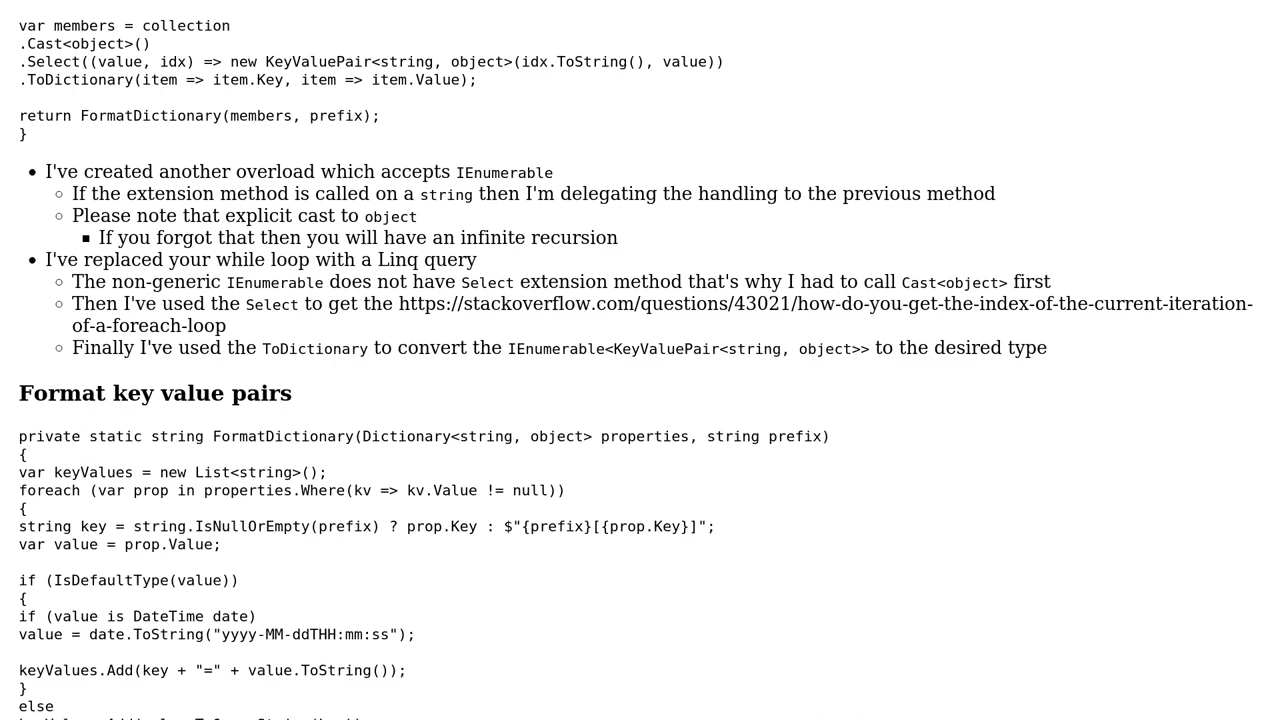 var members = collection
.Cast<object>()
.Select((value, idx) => new KeyValuePair<string, object>(idx.ToString(), value))
.ToDictionary(item => item.Key, item => item.Value);
return FormatDictionary(members, prefix);
}
• I've created another overload which accepts IEnumerable
◦ If the extension method is called on a string then I'm delegating the handling to the previous method
◦ Please note that explicit cast to object
▪ If you forgot that then you will have an infinite recursion
• I've replaced your while loop with a Linq query
◦ The non-generic IEnumerable does not have Select extension method that's why I had to call Cast<object> first
◦ Then I've used the Select to get the https://stackoverflow.com/questions/43021/how-do-you-get-the-index-of-the-current-iteration-
of-a-foreach-loop
◦ Finally I've used the ToDictionary to convert the IEnumerable<KeyValuePair<string, object>> to the desired type
Format key value pairs
private static string FormatDictionary(Dictionary<string, object> properties, string prefix)
{
var keyValues = new List<string>();
foreach (var prop in properties.Where(kv => kv.Value != null))
{
string key = string.IsNullOrEmpty(prefix) ? prop.Key : $"{prefix}[{prop.Key}]";
var value = prop.Value;
if (IsDefaultType(value))
{
if (value is DateTime date)
value = date.ToString("yyyy-MM-ddTHH:mm:ss");
keyValues.Add(key + "=" + value.ToString());
}
else